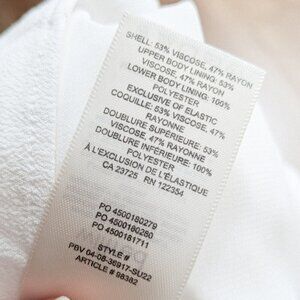 SHELL: 53% VISCOSE, 47% RAYON
UPPER BODY LINING: 53%
VISCOSE, 47% RAYON
LOWER BODY LINING: 100%
POLYESTER
EXCLUSIVE OF ELASTIC
COQUILLE: 53% VISCOSE, 47%
RAYONNE
DOUBLURE SUPÉRIEURE: 53%
VISCOSE, 47% RAYONNE
DOUBLURE INFÉRIEURE: 100%
POLYESTER
À L'EXCLUSION DE L'ÉLASTIQUE
CA 23725 RN 122354
PO 4500180279
PO 4500180280
PO 4500181711
STYLE #
PBV 04-08-36917-SU22
ARTICLE # 98382